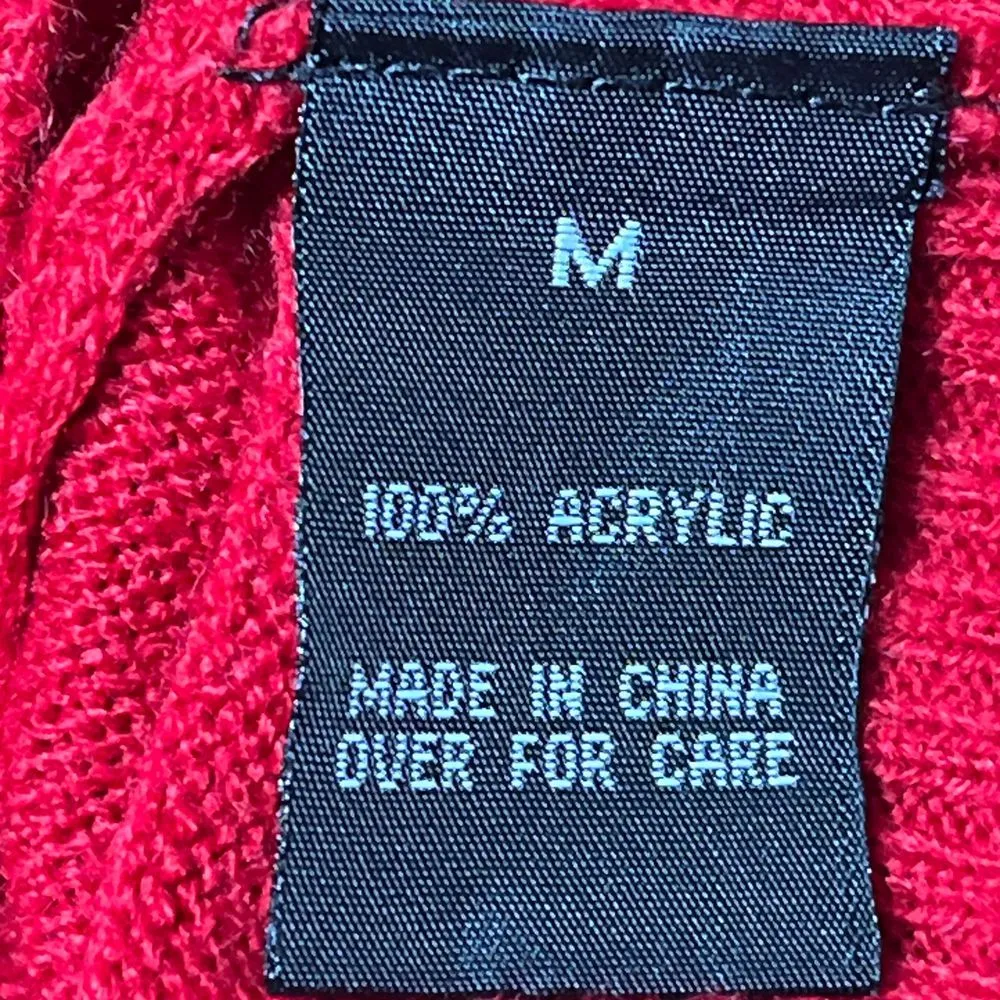 M
100% ACRYLIC
MADE IN CHINA
OVER FOR CARE